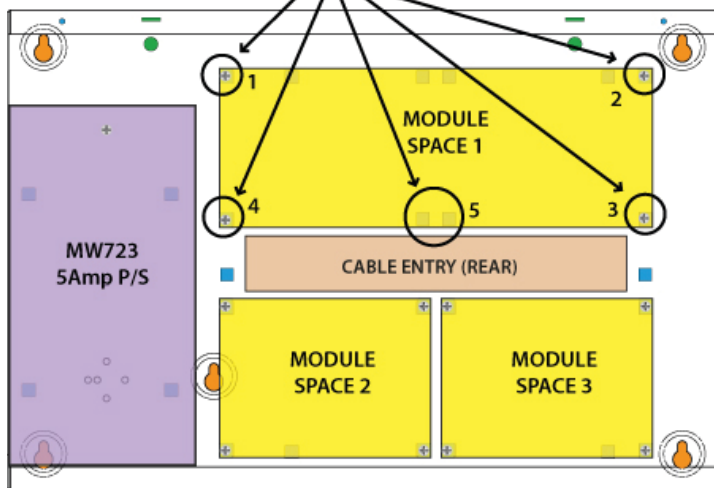 1
2
MODULE
SPACE 1
4
5
3
MW723
5Amp P/S
CABLE ENTRY (REAR)
MODULE
SPACE 2
MODULE
SPACE 3